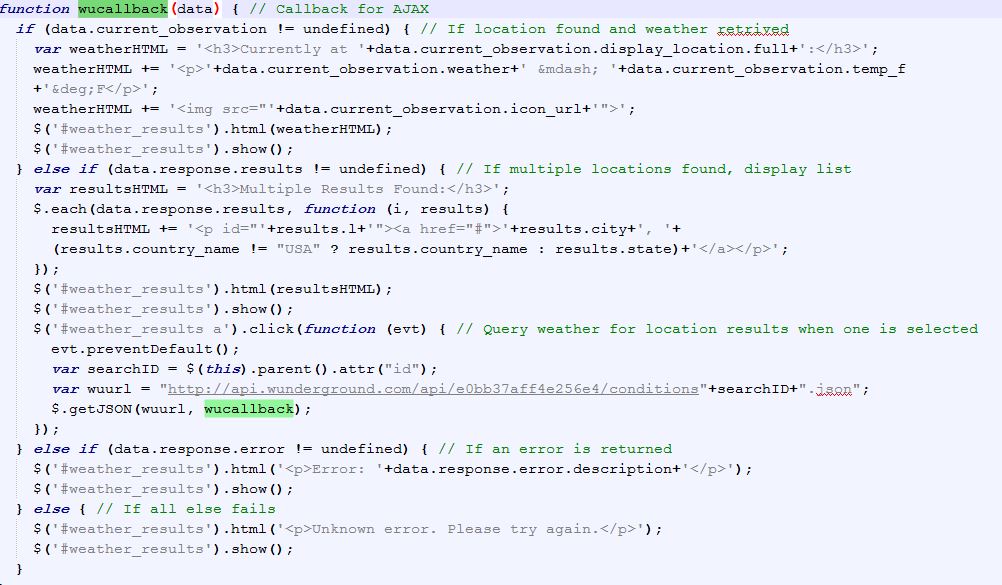 function wucallback(data) { // Callback for AJAX
if (data.current_observation != undefined) { // If location found and weather retrived
var weatherHTML = '<h3>Currently at '+data.current_observation.display_location.full+':</h3>';
weatherHTML += '<p>'+data.current_observation.weather+' &mdash; '+data.current_observation.temp_f
+'&deg;F</p>';
weatherHTML += '<img src="'+data.current_observation.icon_url+'">';
$('#weather_results').html(weatherHTML);
$('#weather_results').show();
} else if (data.response.results != undefined) { // If multiple locations found, display list
var resultsHTML = '<h3>Multiple Results Found:</h3>';
$.each(data.response.results, function (i, results) {
resultsHTML += '<p id="'+results.l+'"><a href="#">'+results.city+', '+
(results.country_name != "USA" ? results.country_name : results.state)+'</a></p>';
});
$('#weather_results').html(resultsHTML);
$('#weather_results').show();
$('#weather_results a').click(function (evt) { // Query weather for location results when one is selected
evt.preventDefault();
var searchID = $(this).parent().attr("id");
var wuurl = "http://api.wunderground.com/api/e0bb37aff4e256e4/conditions"+searchID+".json";
$.getJSON(wuurl, wucallback);
});
} else if (data.response.error != undefined) { // If an error is returned
$('#weather_results').html('<p>Error: '+data.response.error.description+'</p>');
$('#weather_results').show();
} else { // If all else fails
$('#weather_results').html('<p>Unknown error. Please try again.</p>');
$('#weather_results').show();
}